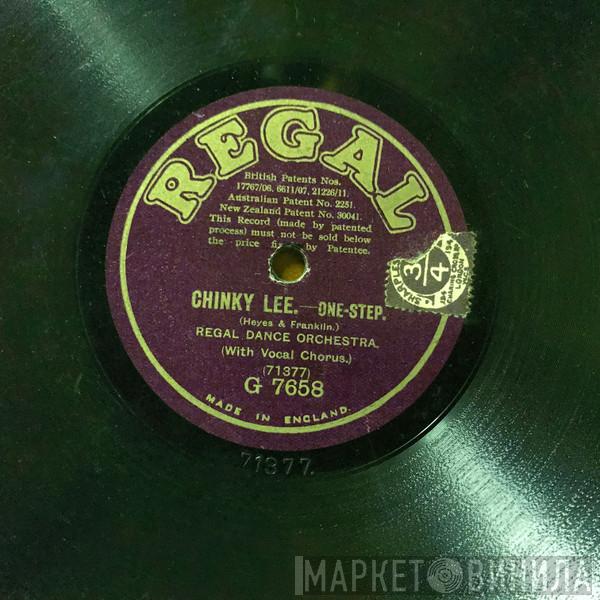 REGAL
British Patents Nos.
17767/06. 6611/07, 21226/11.
Australian Patent No. 2251.
New Zealand Patent No. 30041.
This Record (made by patented
process) must not be sold below
the price by Patentee.
3/4
LONDON
CHINKY LEE.—ONE-STEP.
(Heyes & Franklin.)
REGAL DANCE ORCHESTRA.
(With Vocal Chorus.)
(71377)
G 7658
MADE IN ENGLAND.
71377.
МАРКЕТ ВИНИЛА